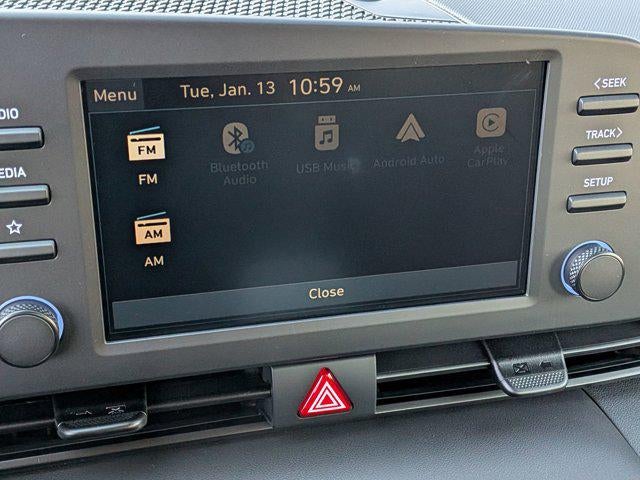 Menu Tue, Jan. 13 10:59 AM
<SEEK
DIO
TRACK>
EDIA
SETUP
FM
FM
Bluetooth
Audio
USB Music
Android Auto
Apple
CarPlay
AM
AM
Close